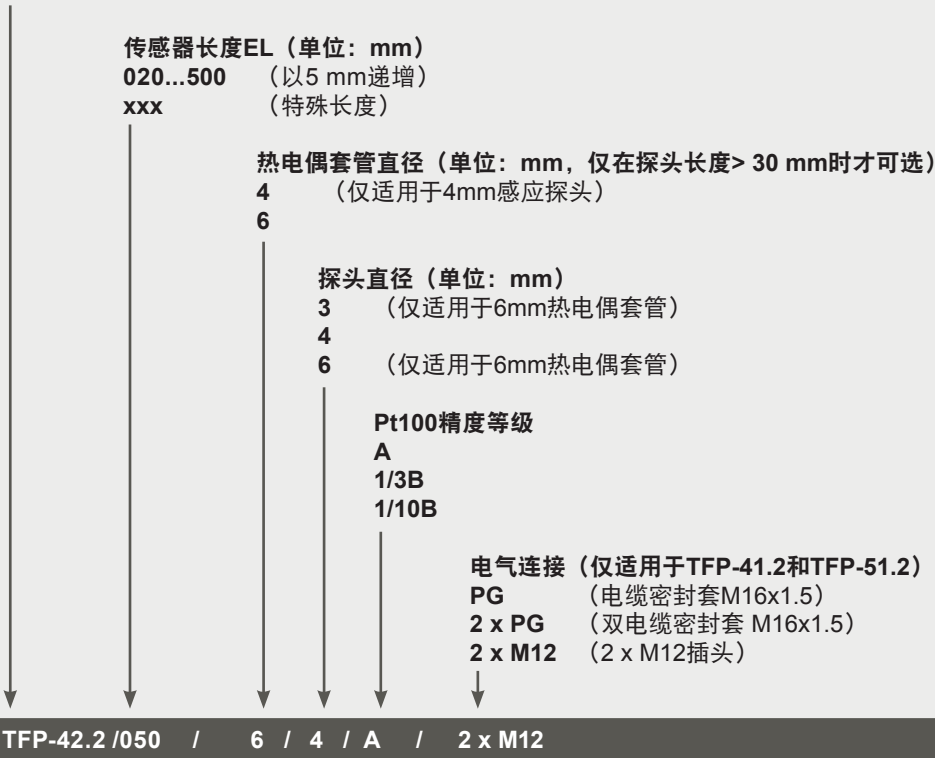 传感器长度EL（单位：mm）
020...500 （以5 mm递增）
xxx （特殊长度）
热电偶套管直径（单位：mm，仅在探头长度> 30 mm时才可选）
4 （仅适用于4mm感应探头）
6
探头直径（单位：mm）
3 （仅适用于6mm热电偶套管）
4
6 （仅适用于6mm热电偶套管）
Pt100精度等级
A
1/3B
1/10B
电气连接（仅适用于TFP-41.2和TFP-51.2）
PG （电缆密封套M16x1.5）
2 x PG （双电缆密封套 M16x1.5）
2 x M12 （2 x M12插头）
TFP-42.2 /050 / 6 / 4 / A / 2 x M12